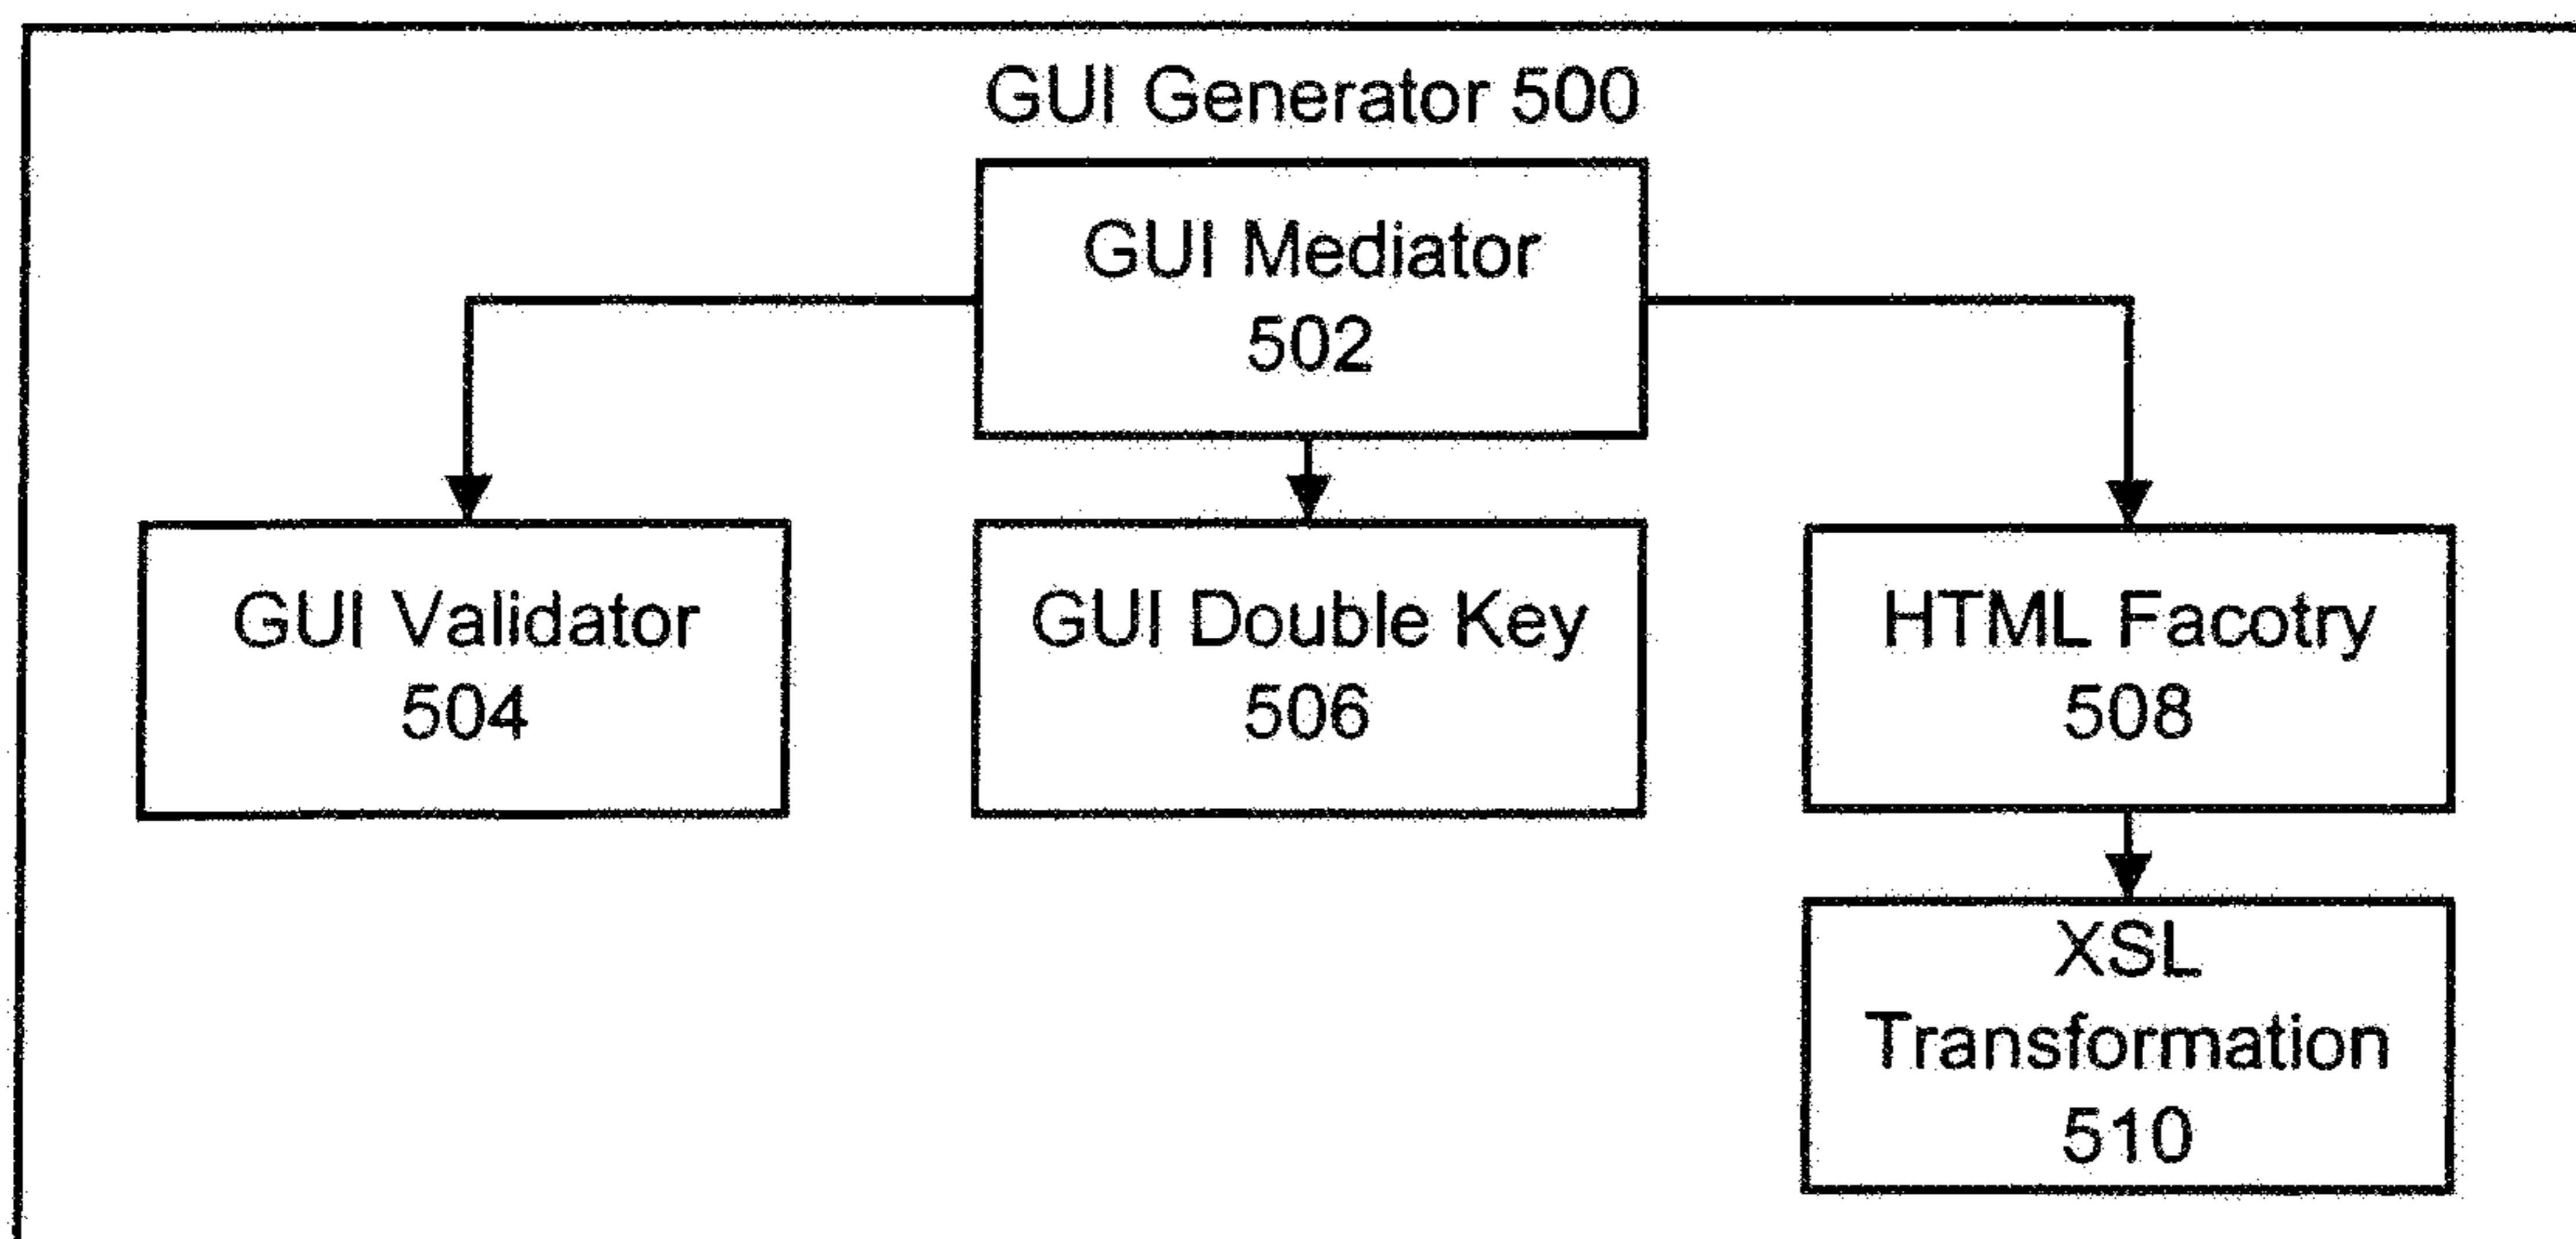 GUI Generator 500
GUI Mediator
502
GUI Validator
504
GUI Double Key
506
HTML Facotry
508
XSL
Transformation
510